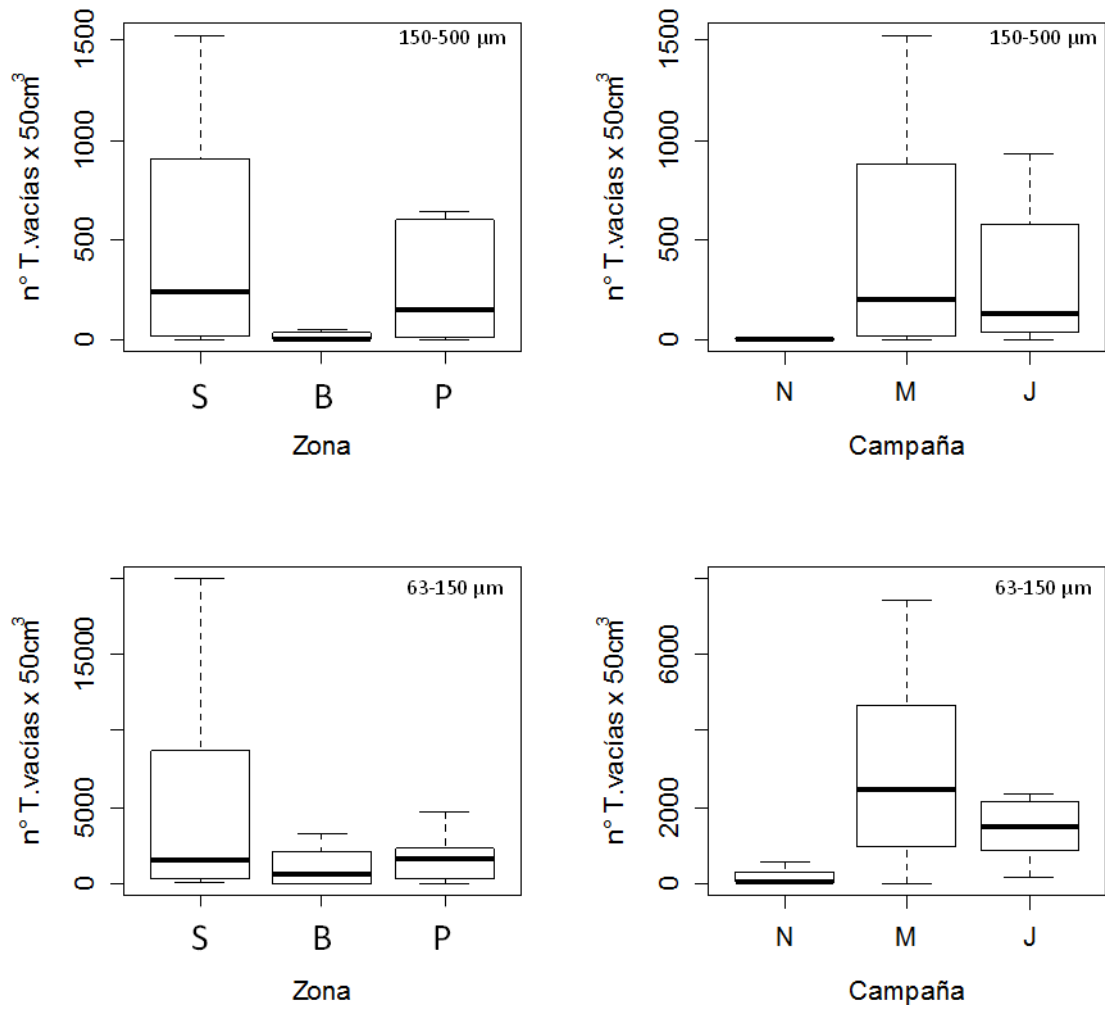 150-500 µm
n° T.vacías x 50cm³
1500
1000
500
0
S B P
Zona
150-500 µm
n° T.vacías x 50cm³
1500
1000
500
0
N M J
Campaña
63-150 µm
n° T.vacías x 50cm³
15000
5000
0
S B P
Zona
63-150 µm
n° T.vacías x 50cm³
6000
2000
0
N M J
Campaña